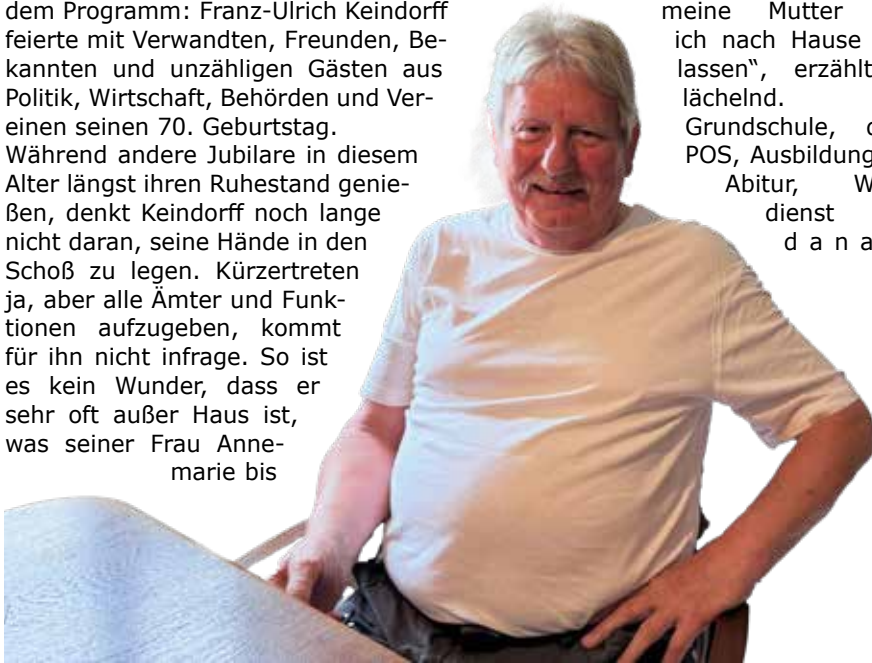 dem Programm: Franz-Ulrich Keindorff
feierte mit Verwandten, Freunden, Be-
kannten und unzähligen Gästen aus
Politik, Wirtschaft, Behörden und Ver-
einen seinen 70. Geburtstag.
Während andere Jubilare in diesem
Alter längst ihren Ruhestand genie-
ßen, denkt Keindorff noch lange
nicht daran, seine Hände in den
Schoß zu legen. Kürzertreten
ja, aber alle Ämter und Funk-
tionen aufzugeben, kommt
für ihn nicht infrage. So ist
es kein Wunder, dass er
sehr oft außer Haus ist,
was seiner Frau Anne-
marie bis
meine Mutter
ich nach Hause
lassen“, erzählt
lächelnd.
Grundschule,
POS, Ausbildung
Abitur,
dienst
d a n a